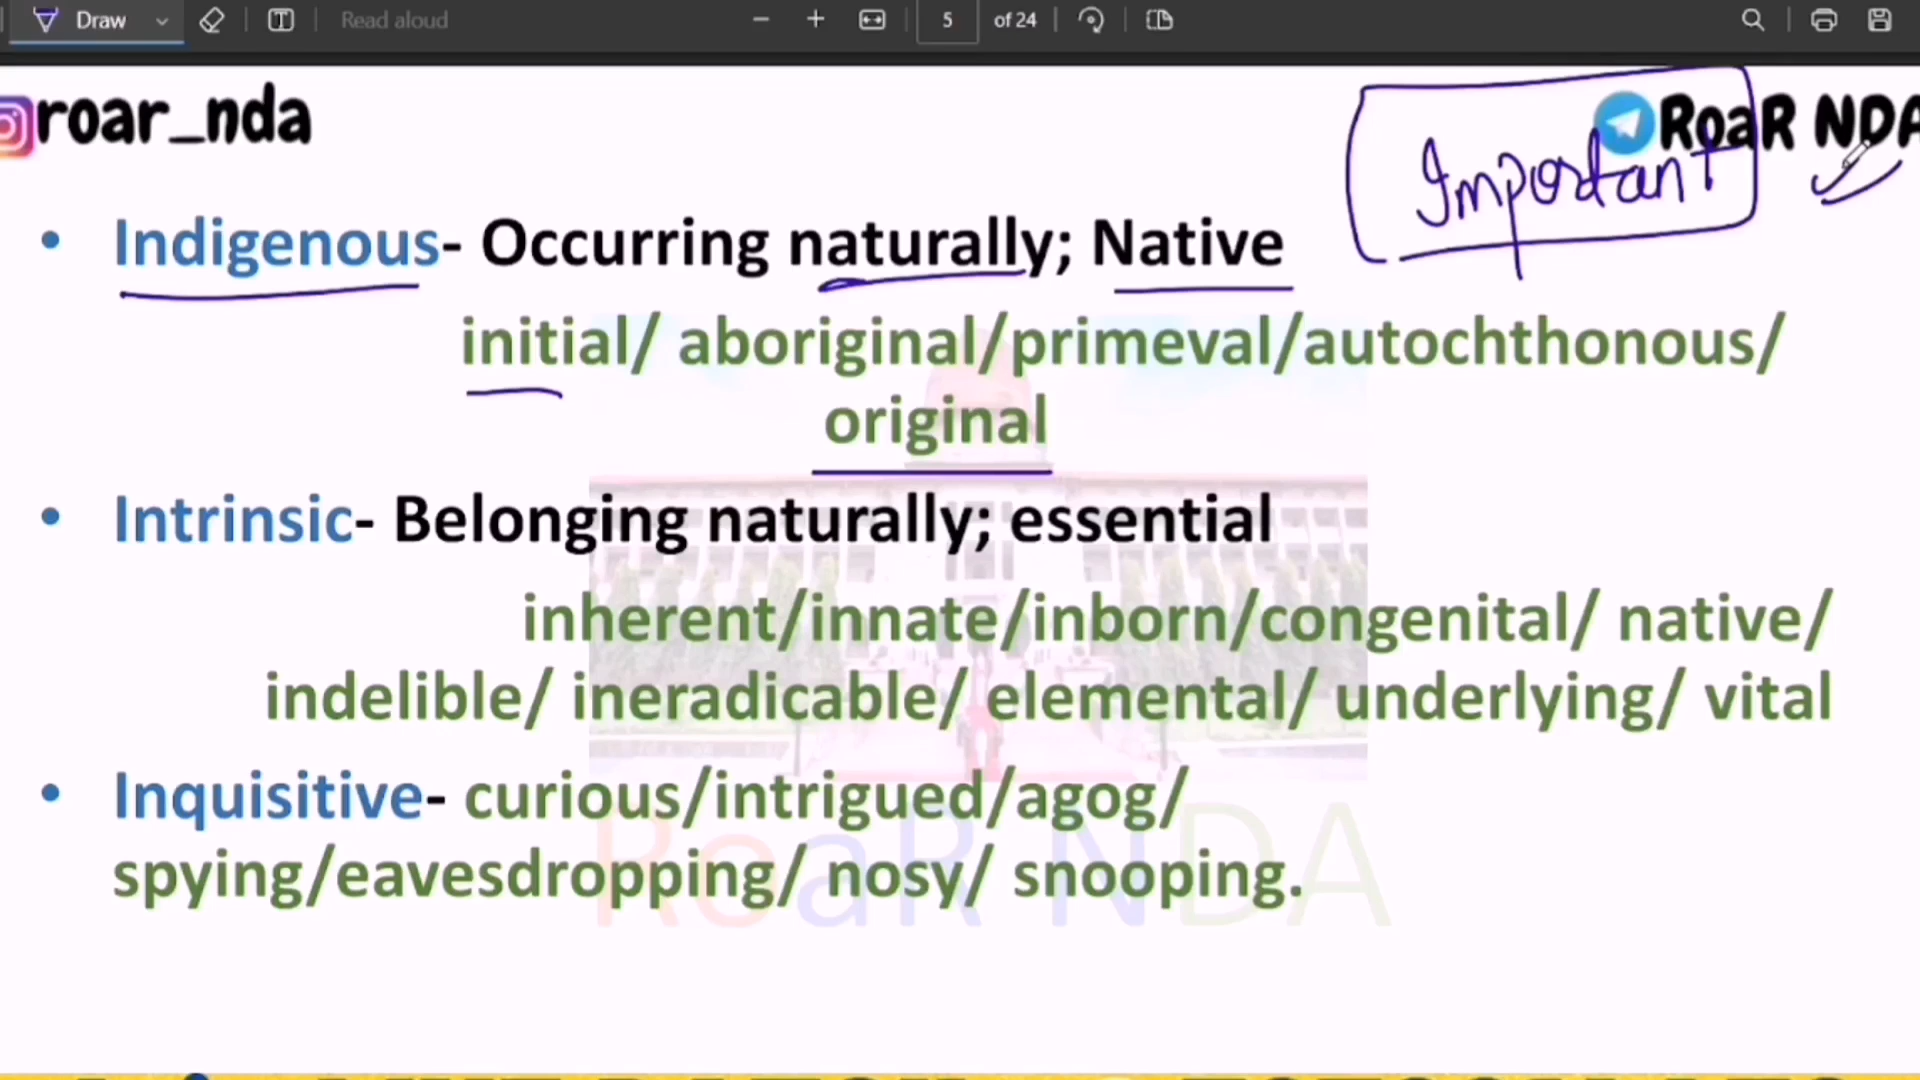 Draw
Read aloud
5 of 24
roar_nda
RoaR NDA
Important
• Indigenous- Occurring naturally; Native
initial/ aboriginal/primeval/autochthonous/
original
• Intrinsic- Belonging naturally; essential
inherent/innate/inborn/congenital/ native/
indelible/ ineradicable/ elemental/ underlying/ vital
• Inquisitive- curious/intrigued/agog/
spying/eavesdropping/ nosy/ snooping.
RoaR NDA